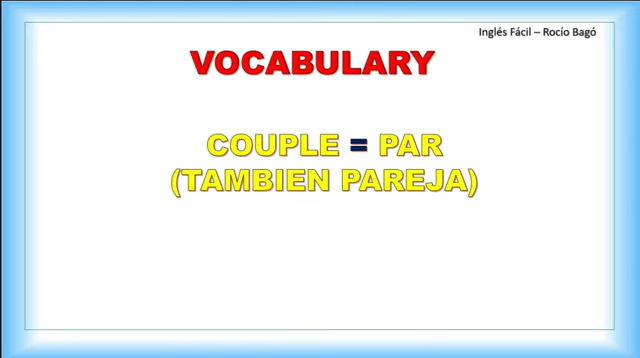 Inglés Fácil – Rocío Bagó
VOCABULARY
COUPLE = PAR
(TAMBIEN PAREJA)